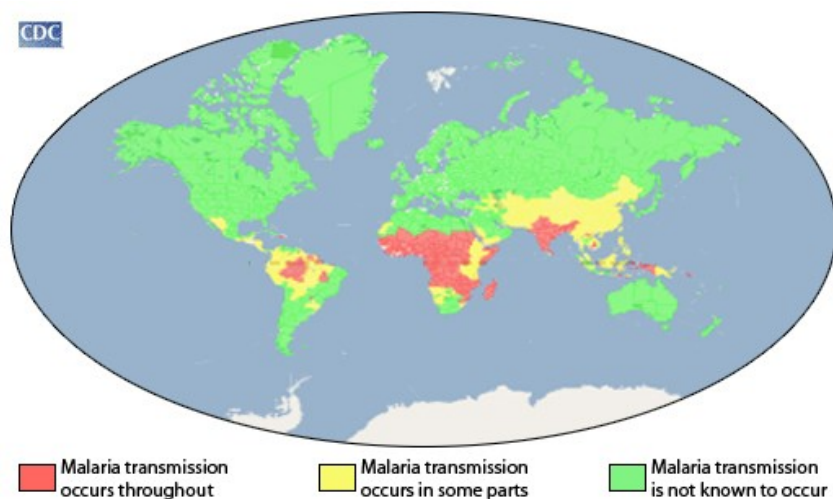 CDC
Malaria transmission
occurs throughout
Malaria transmission
occurs in some parts
Malaria transmission
is not known to occur